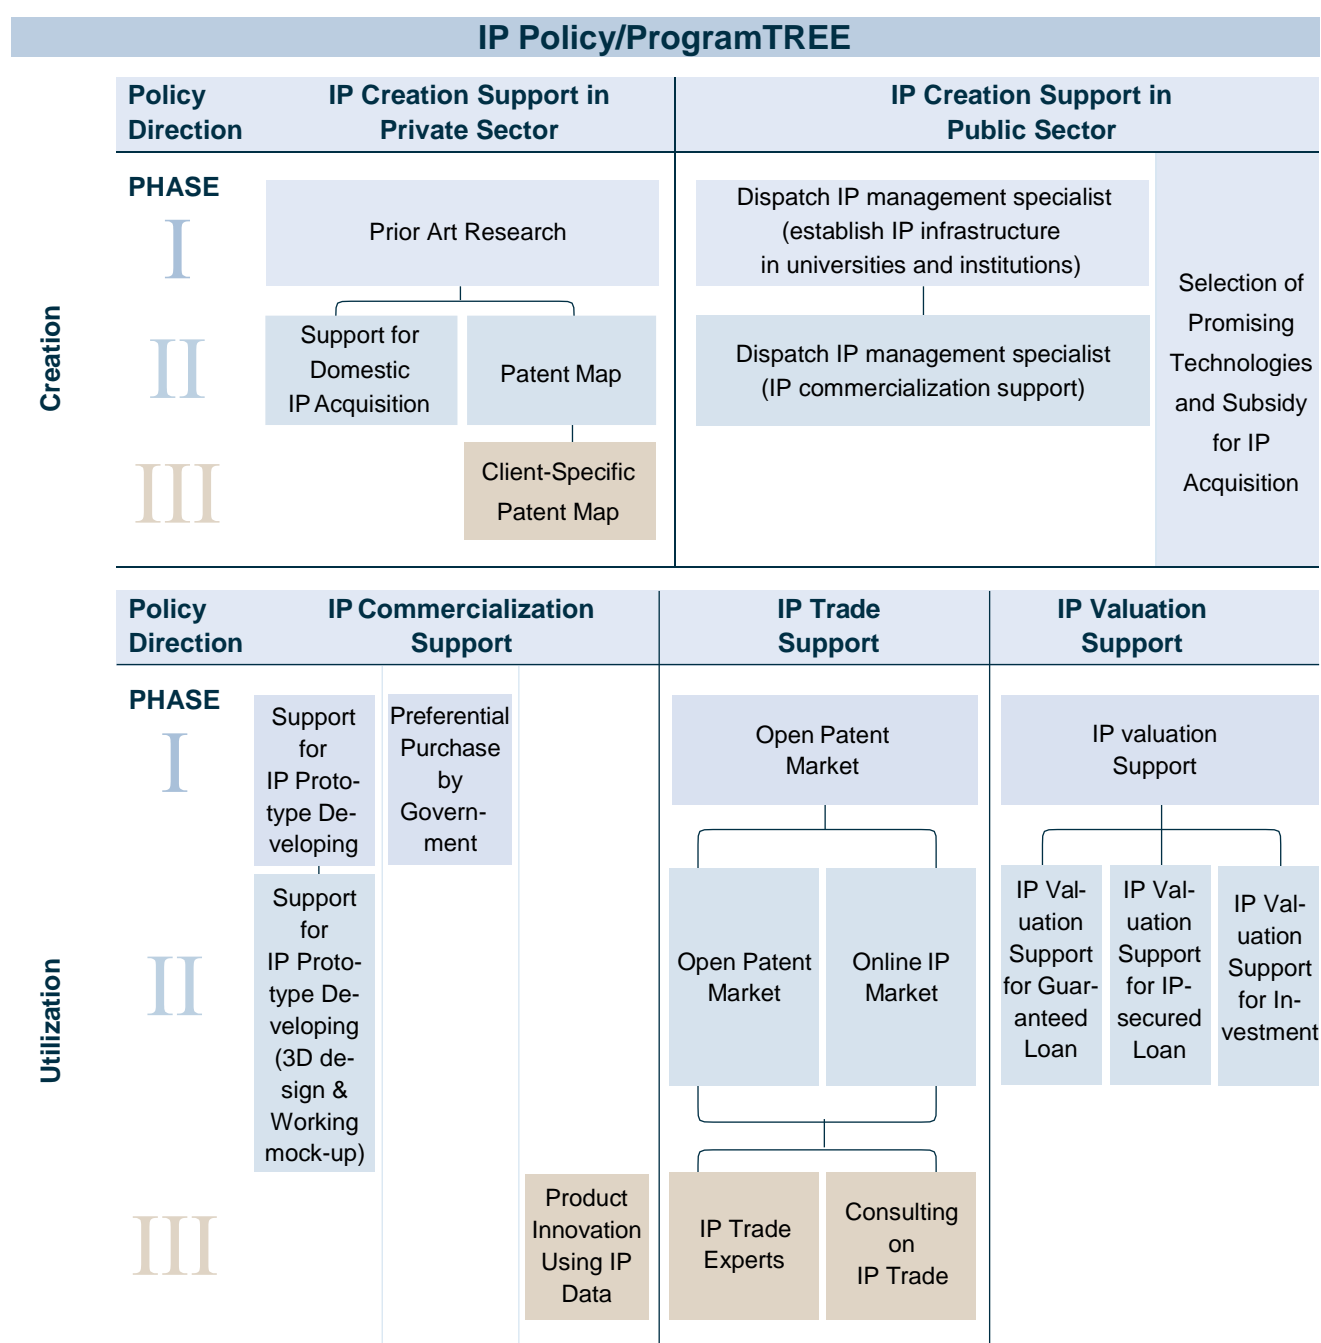 IP Policy/ProgramTREE
Creation
Policy
Direction
IP Creation Support in
Private Sector
IP Creation Support in
Public Sector
PHASE
I
Prior Art Research
Dispatch IP management specialist
(establish IP infrastructure
in universities and institutions)
II
Support for
Domestic
IP Acquisition
Patent Map
Dispatch IP management specialist
(IP commercialization support)
III
Client-Specific
Patent Map
Selection of
Promising
Technologies
and Subsidy
for IP
Acquisition
Utilization
Policy
Direction
IP Commercialization
Support
IP Trade
Support
IP Valuation
Support
PHASE
I
Support
for
IP Proto-
type De-
veloping
Preferential
Purchase
by
Govern-
ment
Open Patent
Market
IP valuation
Support
II
Support
for
IP Proto-
type De-
veloping
(3D de-
sign &
Working
mock-up)
Open Patent
Market
Online IP
Market
IP Val-
uation
Support
for Guar-
anteed
Loan
IP Val-
uation
Support
for IP-
secured
Loan
IP Val-
uation
Support
for In-
vestment
III
Product
Innovation
Using IP
Data
IP Trade
Experts
Consulting
on
IP Trade